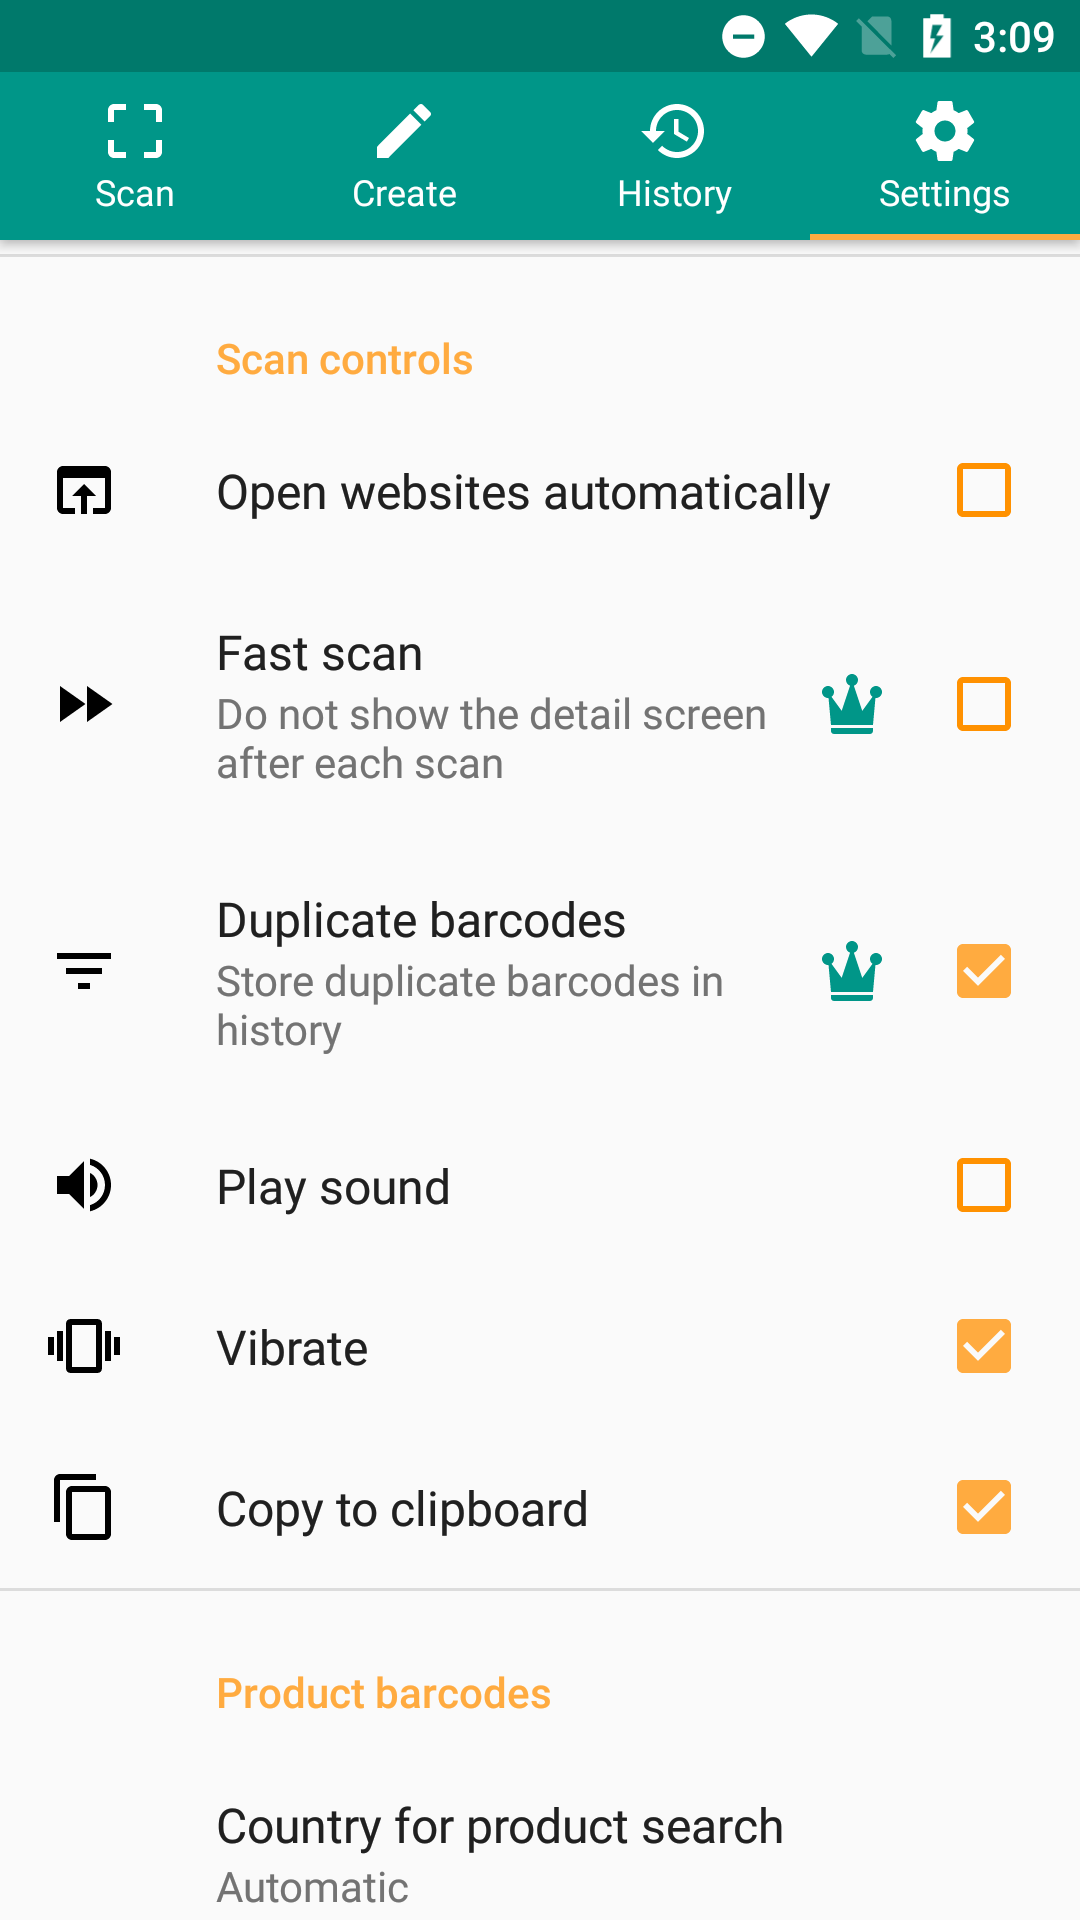 3:09
Scan
Create
History
Settings
Scan controls
Open websites automatically
Fast scan
Do not show the detail screen
after each scan
Duplicate barcodes
Store duplicate barcodes in
history
Play sound
Vibrate
Copy to clipboard
Product barcodes
Country for product search
Automatic